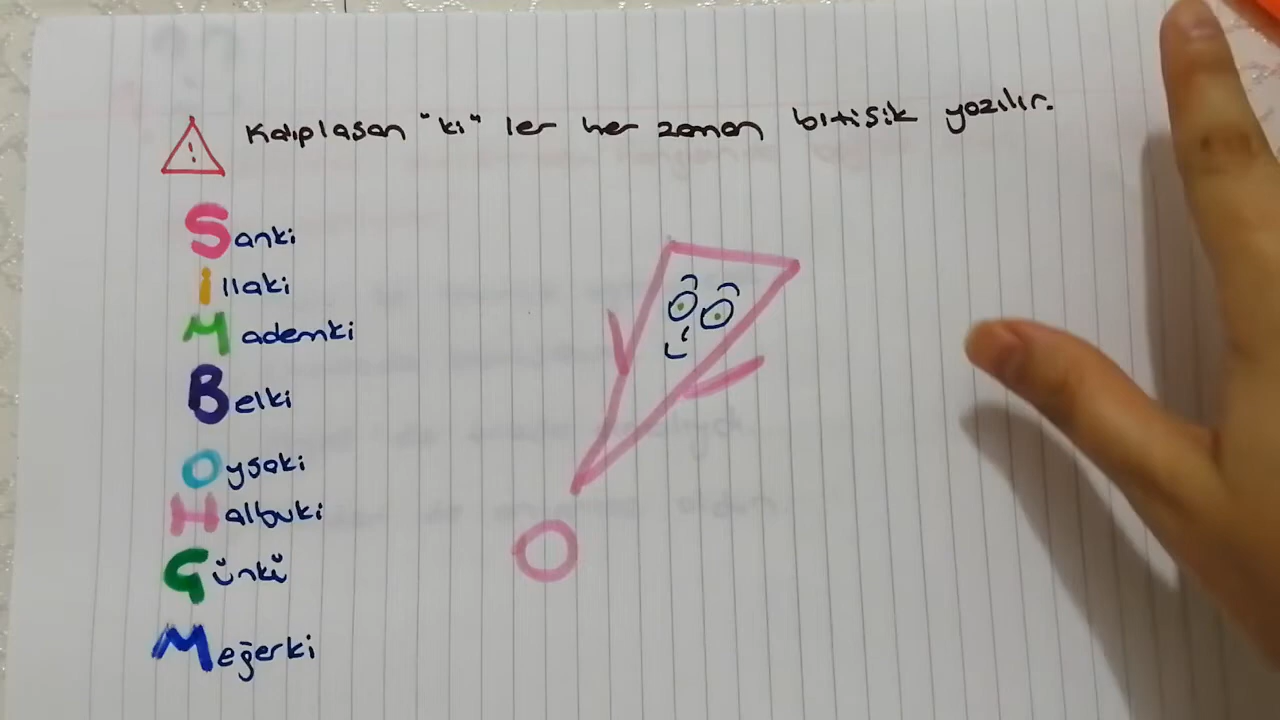 Kalıplaşan "ki" ler her zaman bitişik yazılır.
Sanki
İllaki
Mademki
Belki
Oysaki
Halbuki
Çünkü
Meğerki